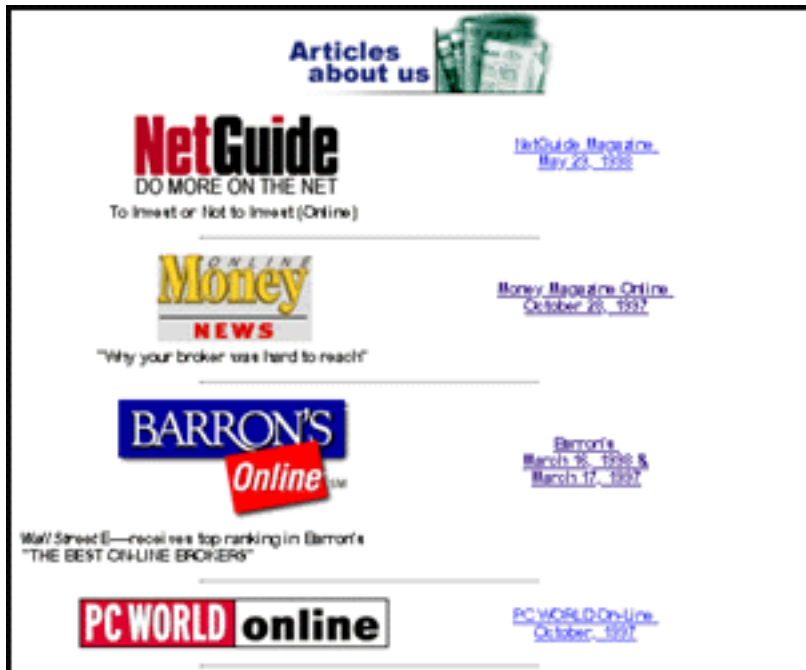 Articles
about us
NetGuide
DO MORE ON THE NET
NetGuide Magazine
May 23, 1998
To Invest or Not to Invest (Online)
ONLINE
Money
NEWS
Money Magazine Online
October 28, 1997
"Why your broker was hard to reach"
BARRON'S
Online SM
Barron's
March 16, 1998 &
March 17, 1997
Wall Street E—receives top ranking in Barron's
"THE BEST ON-LINE BROKERS"
PC WORLD online
PC WORLD On-Line
October, 1997